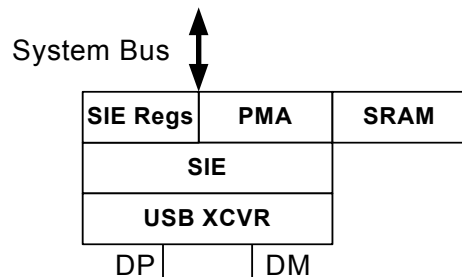 System Bus
SIE Regs PMA SRAM
SIE
USB XCVR
DP DM